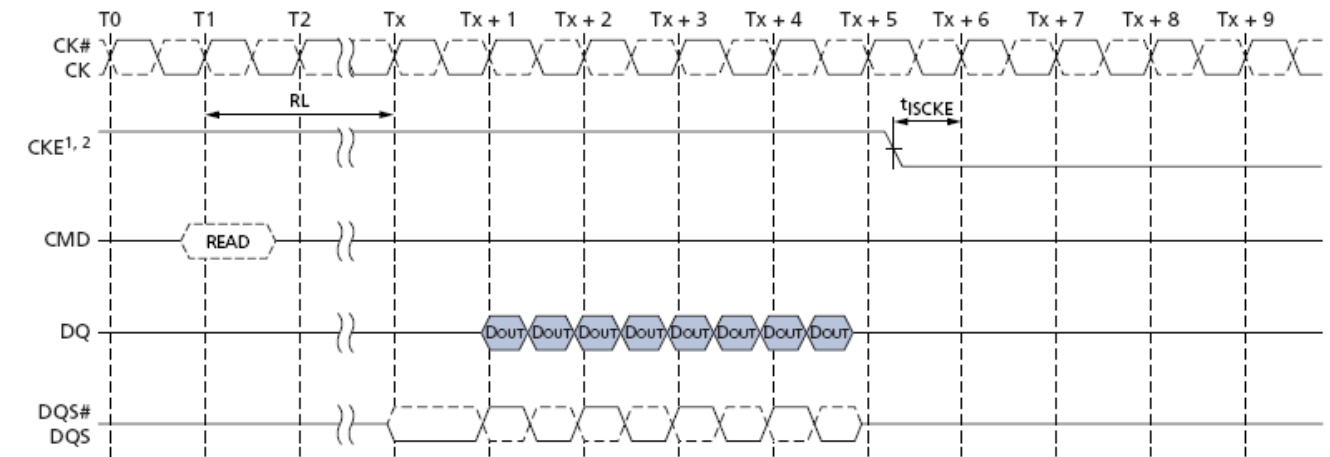 T0 T1 T2 Tx Tx + 1 Tx + 2 Tx + 3 Tx + 4 Tx + 5 Tx + 6 Tx + 7 Tx + 8 Tx + 9
CK#
CK
RL
tISCKE
CKE1, 2
CMD READ
DQ DOUT DOUT DOUT DOUT DOUT DOUT DOUT DOUT
DQS#
DQS